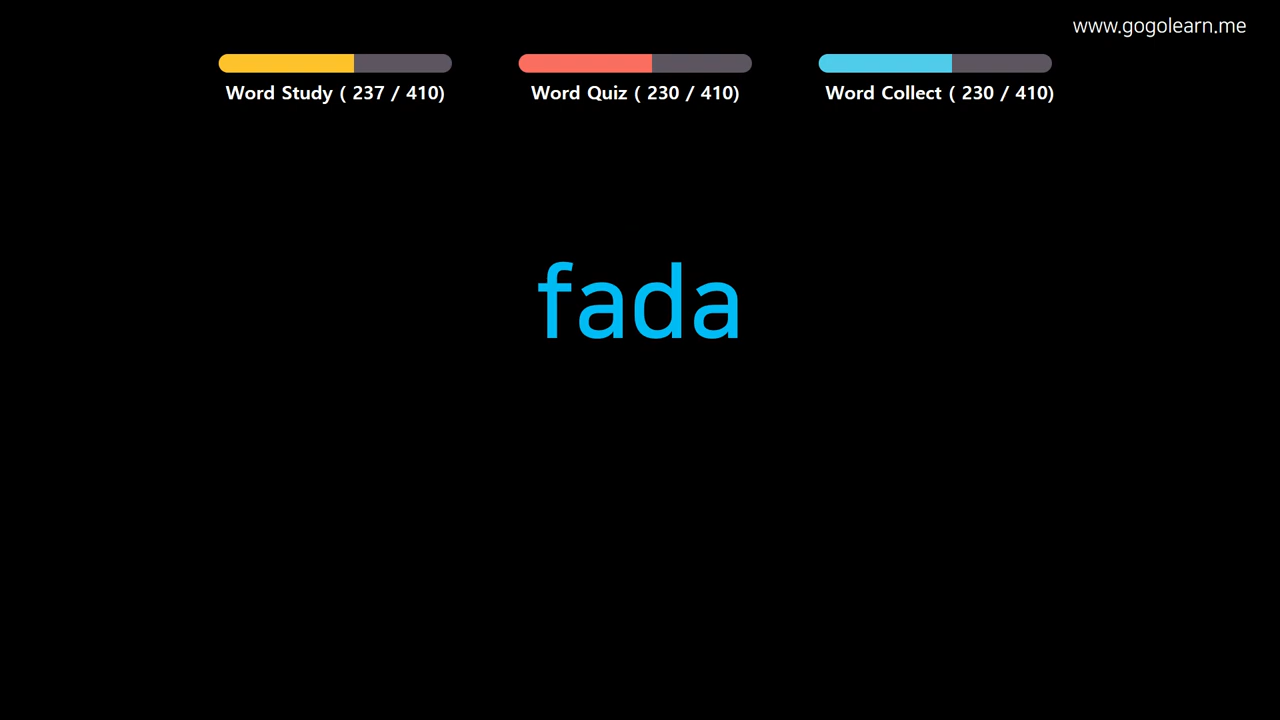 www.gogolearn.me
Word Study ( 237 / 410)
Word Quiz ( 230 / 410)
Word Collect ( 230 / 410)
fada